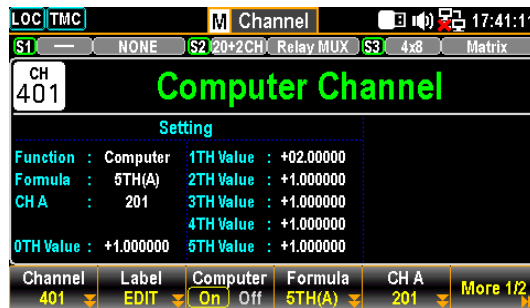 LOC TMC M Channel 17:41:11
S1 — NONE S2 20+2CH Relay MUX S3 4x8 Matrix
CH
401
Computer Channel
Setting
Function : Computer 1TH Value : +02.00000
Formula : 5TH(A) 2TH Value : +1.000000
CH A : 201 3TH Value : +1.000000
4TH Value : +1.000000
0TH Value : +1.000000 5TH Value : +1.000000
Channel Label Computer Formula CH A More 1/2
401 EDIT On Off 5TH(A) 201